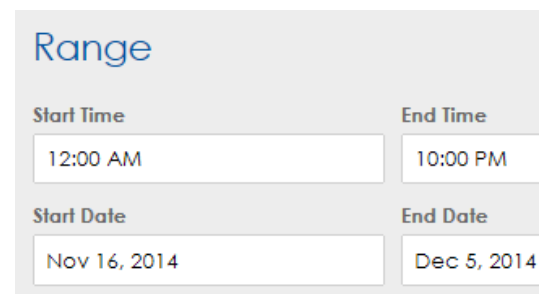 Range
Start Time End Time
12:00 AM 10:00 PM
Start Date End Date
Nov 16, 2014 Dec 5, 2014